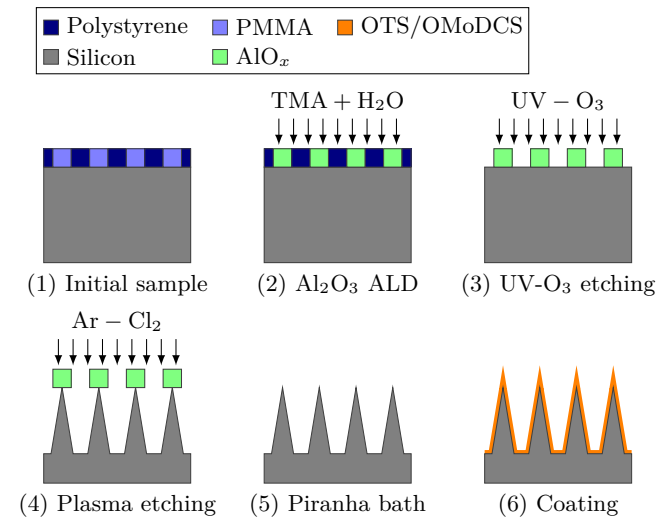 Polystyrene PMMA OTS/OMoDCS
Silicon AlOₓ
TMA + H₂O UV − O₃
(1) Initial sample (2) Al₂O₃ ALD (3) UV-O₃ etching
Ar − Cl₂
(4) Plasma etching (5) Piranha bath (6) Coating